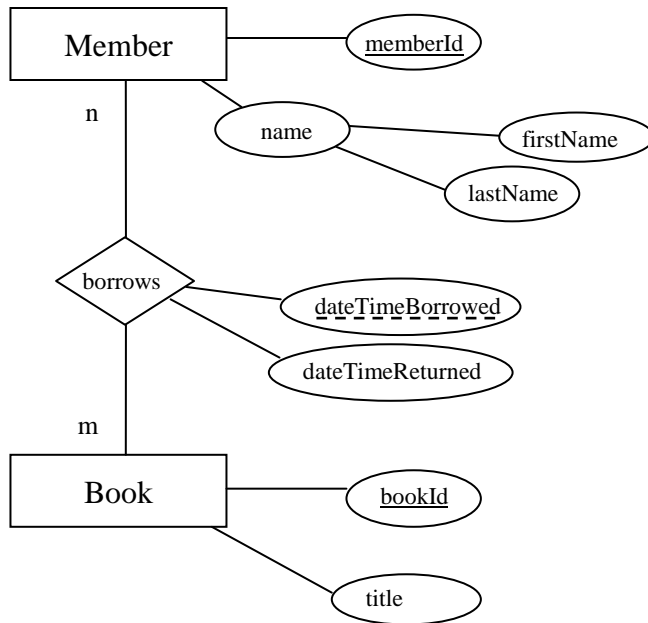 Member
memberId
n
name
firstName
lastName
borrows
dateTimeBorrowed
dateTimeReturned
m
Book
bookId
title